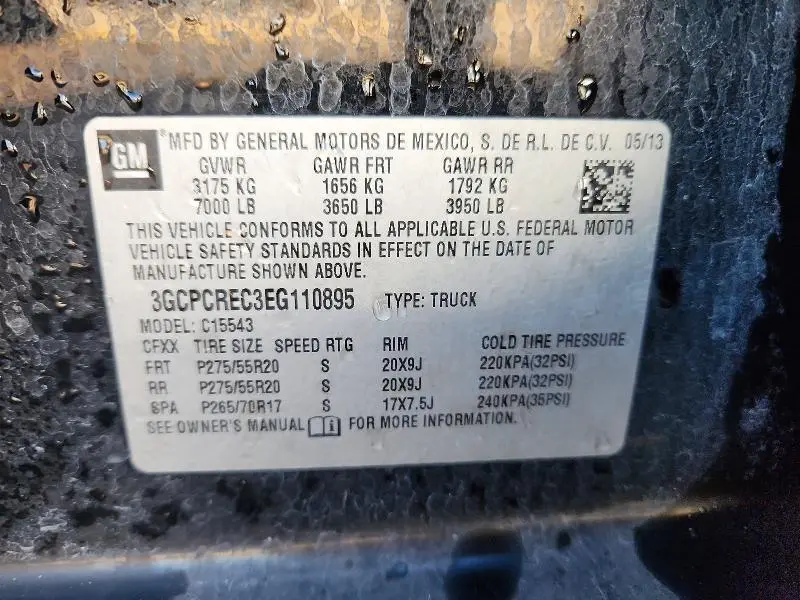 GM MFD BY GENERAL MOTORS DE MEXICO, S. DE R.L. DE C.V. 05/13
GVWR GAWR FRT GAWR RR
3175 KG 1656 KG 1792 KG
7000 LB 3650 LB 3950 LB
THIS VEHICLE CONFORMS TO ALL APPLICABLE U.S. FEDERAL MOTOR
VEHICLE SAFETY STANDARDS IN EFFECT ON THE DATE OF
MANUFACTURE SHOWN ABOVE.
3GCPCREC3EG110895 TYPE: TRUCK
MODEL: C15543
CFXX TIRE SIZE SPEED RTG RIM COLD TIRE PRESSURE
FRT P275/55R20 S 20X9J 220KPA(32PSI)
RR P275/55R20 S 20X9J 220KPA(32PSI)
SPA P265/70R17 S 17X7.5J 240KPA(35PSI)
SEE OWNER'S MANUAL FOR MORE INFORMATION.